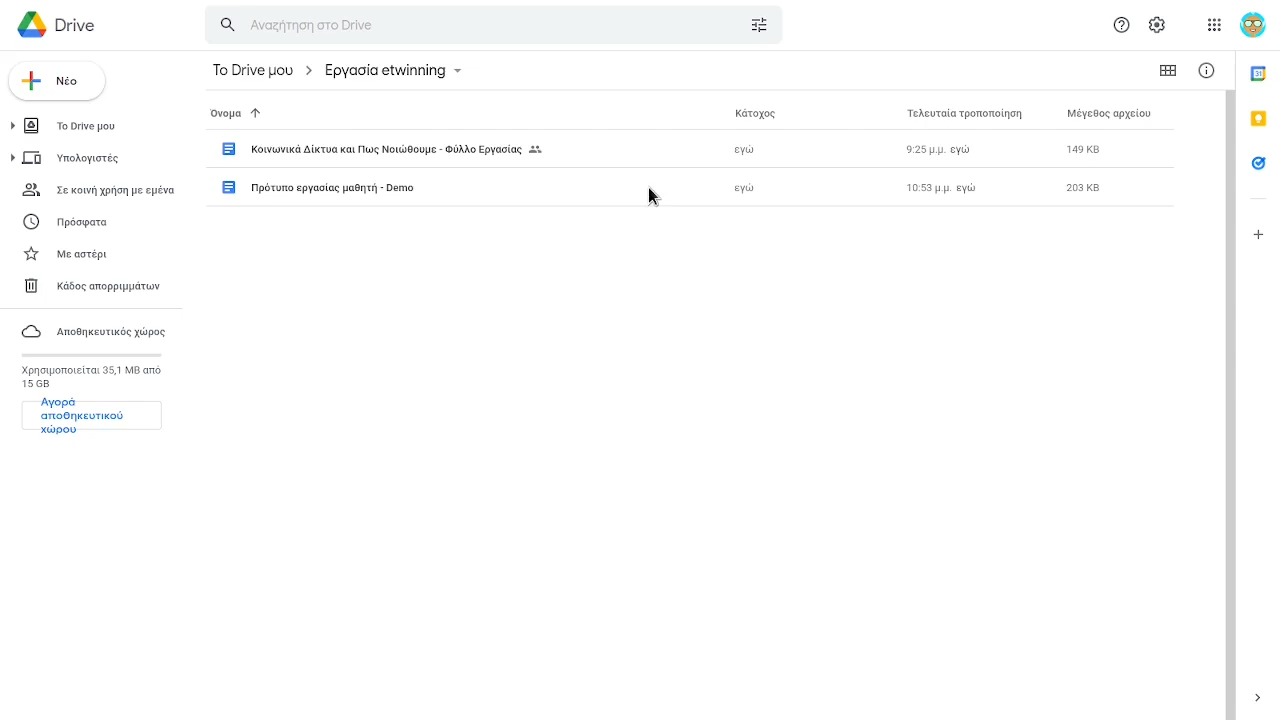 Drive
Αναζήτηση στο Drive
Νέο
Το Drive μου
Υπολογιστές
Σε κοινή χρήση με εμένα
Πρόσφατα
Με αστέρι
Κάδος απορριμμάτων
Αποθηκευτικός χώρος
Χρησιμοποιείται 35,1 MB από
15 GB
Αγορά
αποθηκευτικού
χώρου
Το Drive μου > Εργασία etwinning
Όνομα Κάτοχος Τελευταία τροποποίηση Μέγεθος αρχείου
Κοινωνικά Δίκτυα και Πως Νοιώθουμε - Φύλλο Εργασίας εγώ 9:25 μ.μ. εγώ 149 KB
Πρότυπο εργασίας μαθητή - Demo εγώ 10:53 μ.μ. εγώ 203 KB
31